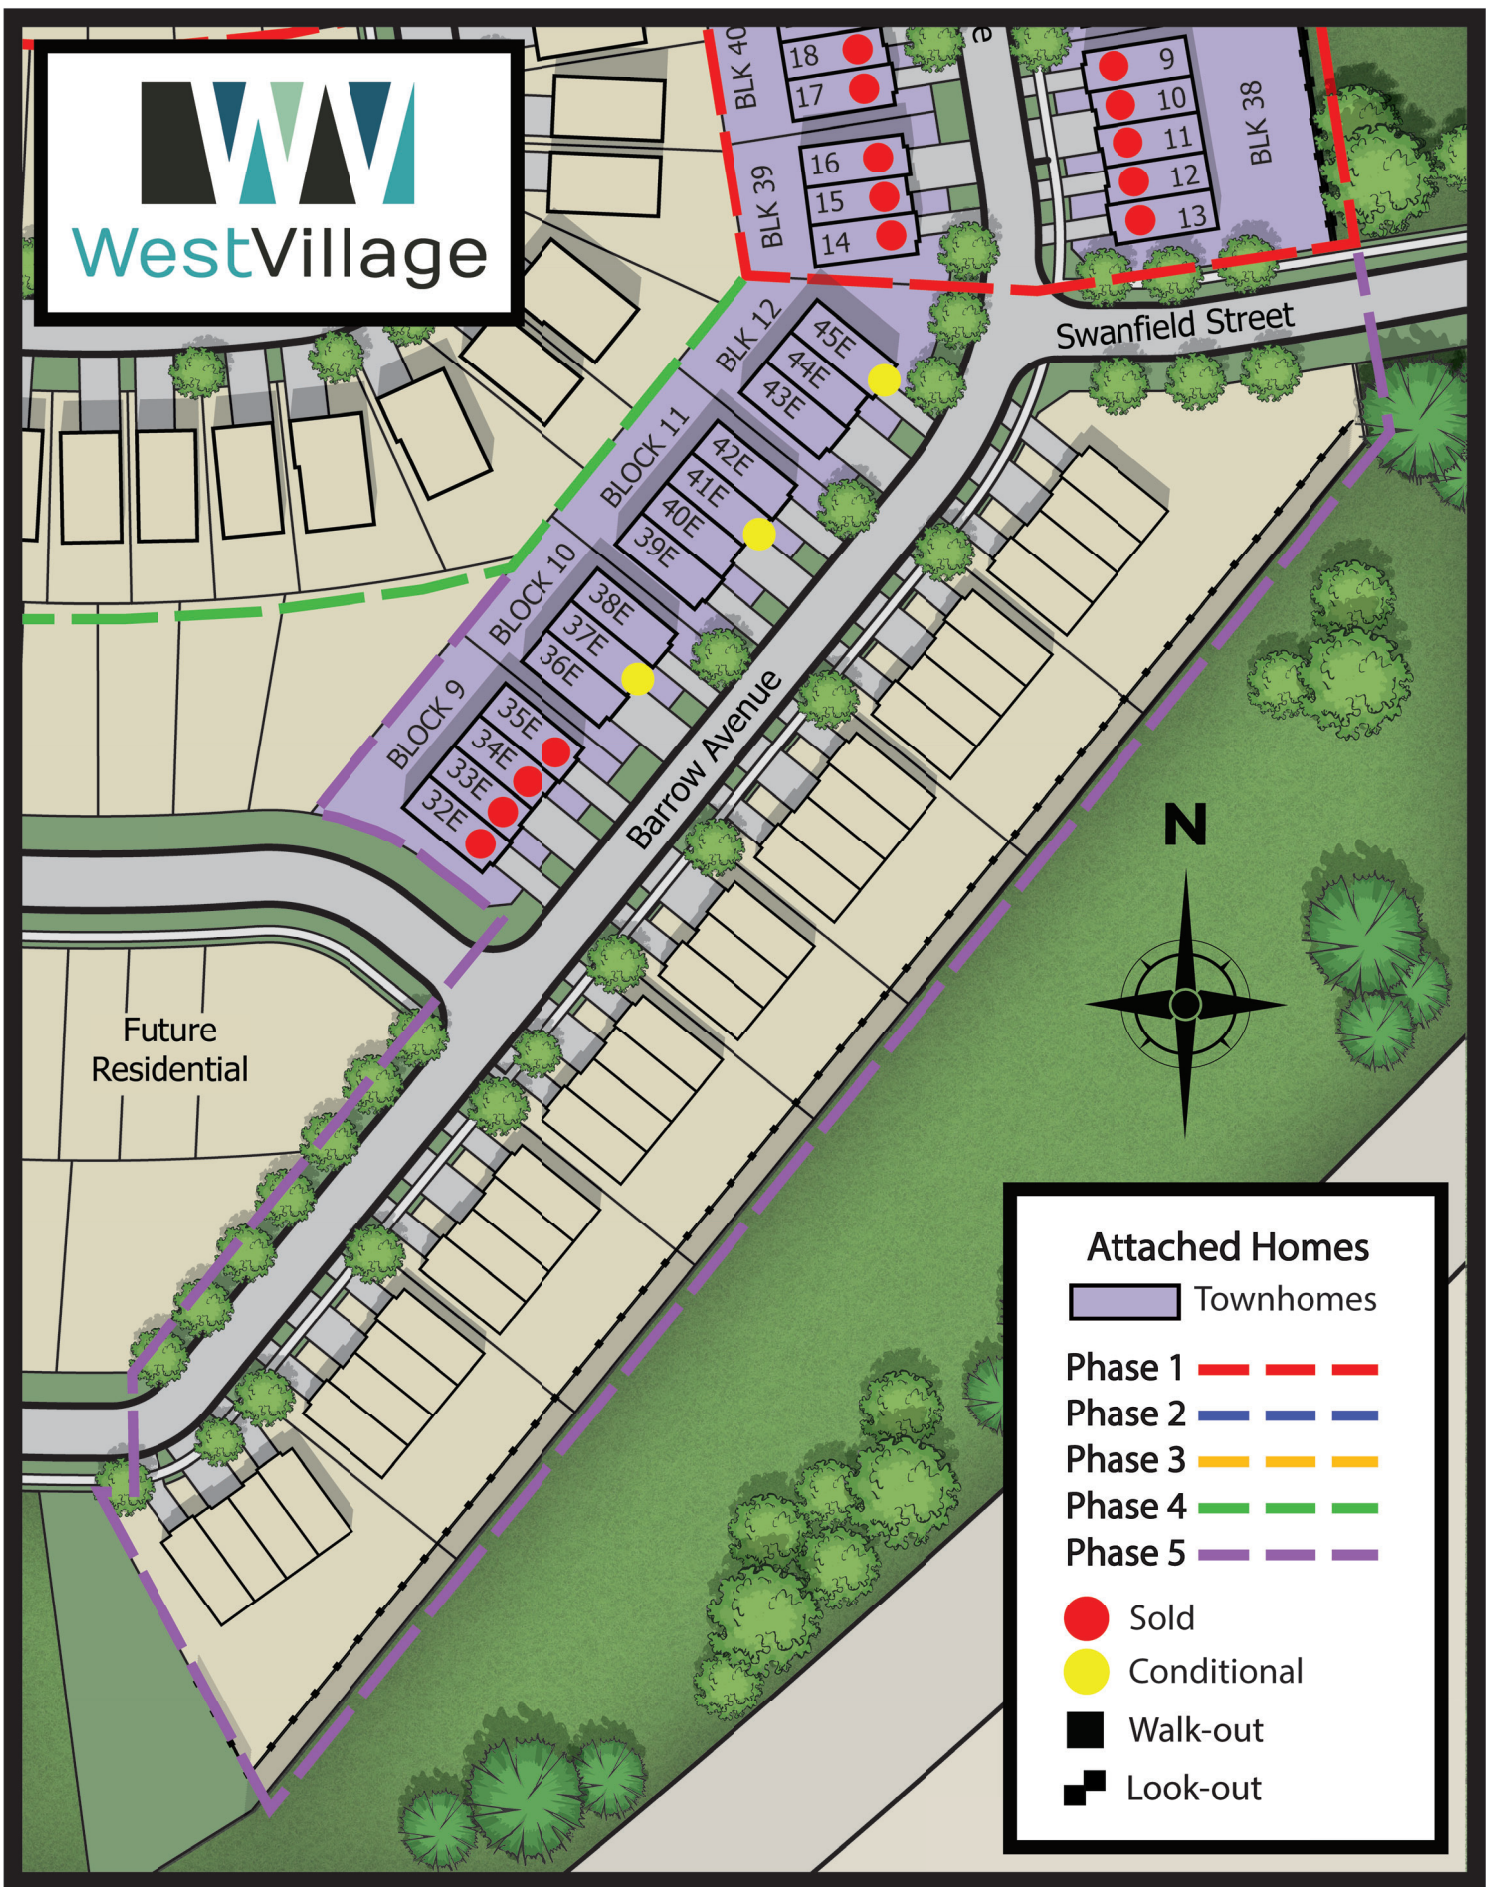 WestVillage
BLK 40
18
17
BLK 39
16
15
14
9
10
11
12
13
BLK 38
Swanfield Street
BLK 12
45E
44E
43E
BLOCK 11
42E
41E
40E
39E
BLOCK 10
38E
37E
36E
BLOCK 9
35E
34E
33E
32E
Barrow Avenue
N
Future
Residential
Attached Homes
Townhomes
Phase 1
Phase 2
Phase 3
Phase 4
Phase 5
Sold
Conditional
Walk-out
Look-out